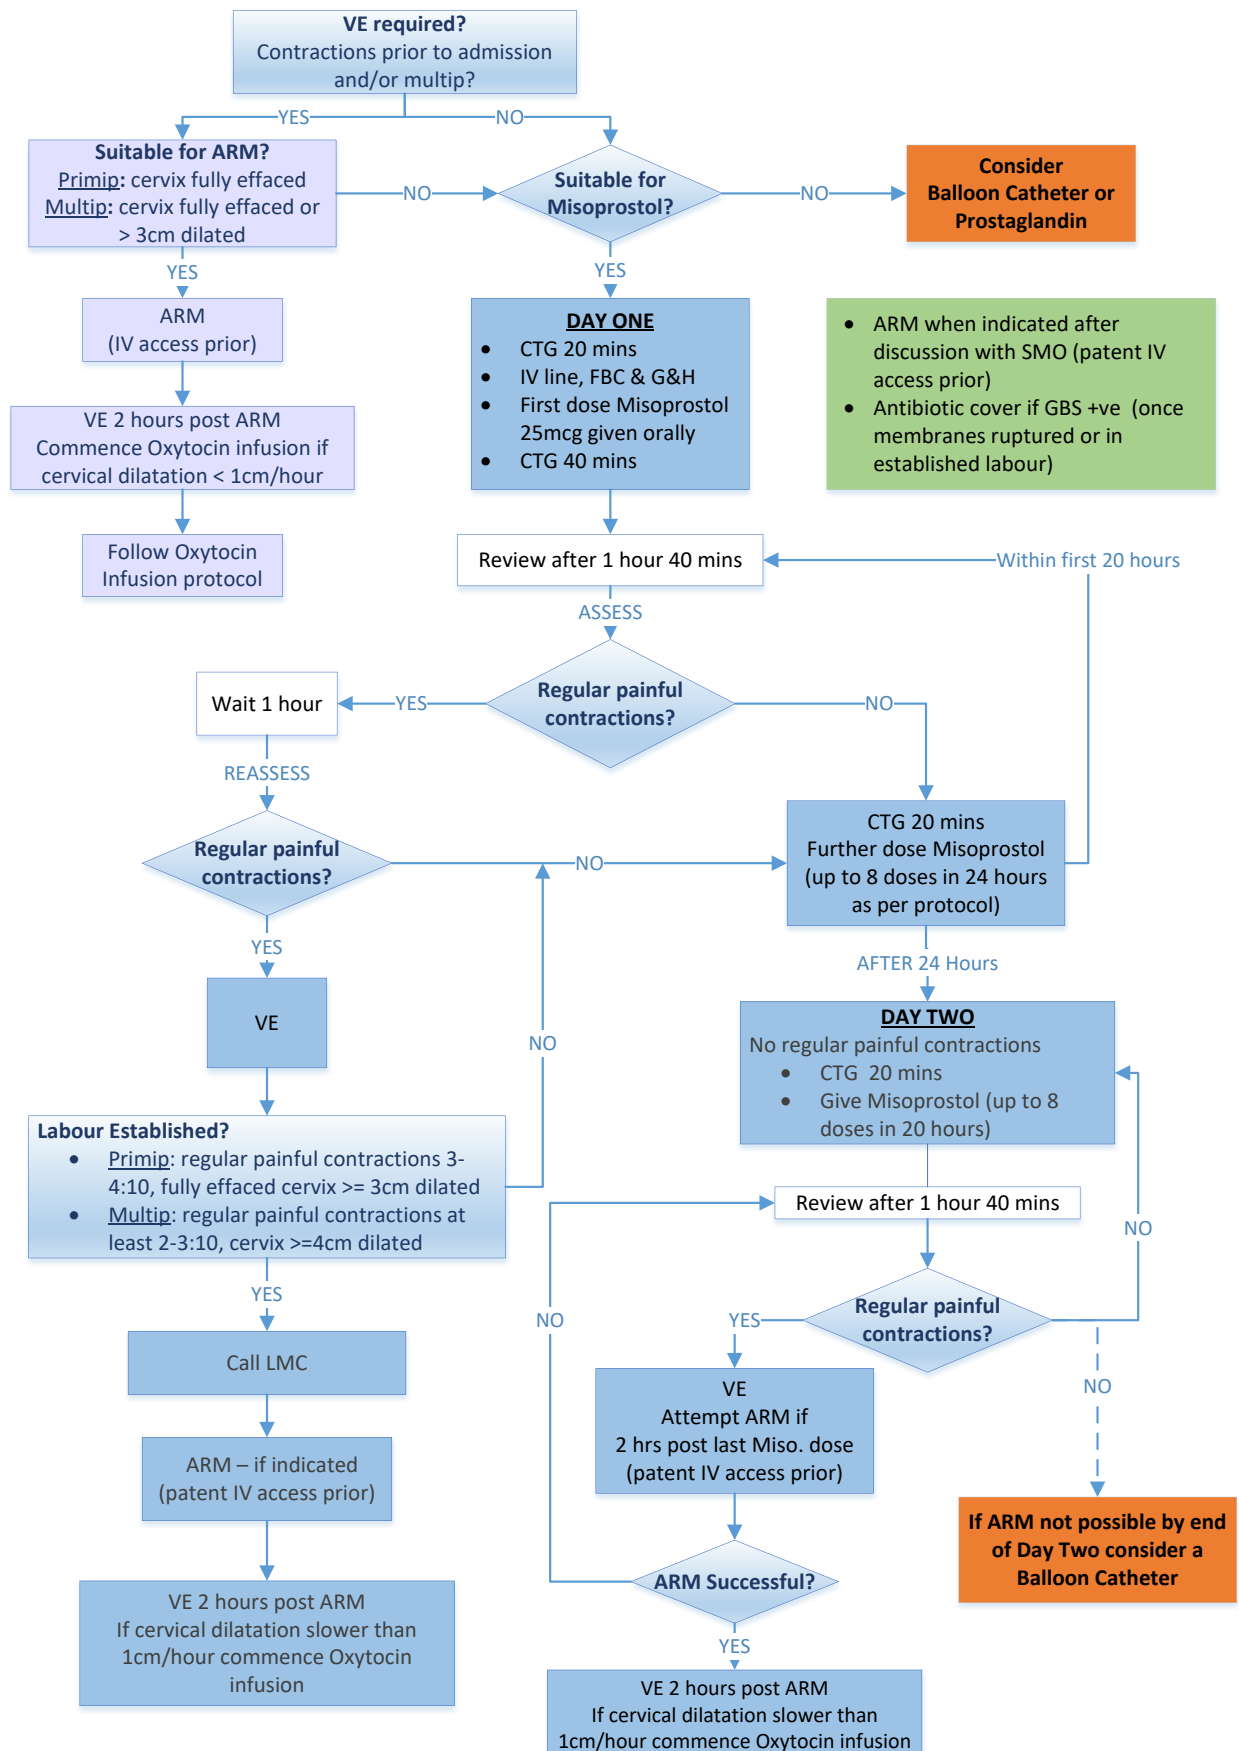 VE required?
Contractions prior to admission
and/or multip?
YES
NO
Suitable for ARM?
Primip: cervix fully effaced
Multip: cervix fully effaced or
> 3cm dilated
NO
Suitable for
Misoprostol?
NO
Consider
Balloon Catheter or
Prostaglandin
YES
YES
ARM
(IV access prior)
DAY ONE
• CTG 20 mins
• IV line, FBC & G&H
• First dose Misoprostol
25mcg given orally
• CTG 40 mins
• ARM when indicated after
discussion with SMO (patent IV
access prior)
• Antibiotic cover if GBS +ve (once
membranes ruptured or in
established labour)
VE 2 hours post ARM
Commence Oxytocin infusion if
cervical dilatation < 1cm/hour
Follow Oxytocin
Infusion protocol
Review after 1 hour 40 mins
Within first 20 hours
ASSESS
Regular painful
contractions?
YES
NO
Wait 1 hour
REASSESS
Regular painful
contractions?
NO
CTG 20 mins
Further dose Misoprostol
(up to 8 doses in 24 hours
as per protocol)
YES
AFTER 24 Hours
VE
NO
DAY TWO
No regular painful contractions
• CTG 20 mins
• Give Misoprostol (up to 8
doses in 20 hours)
Labour Established?
• Primip: regular painful contractions 3-
4:10, fully effaced cervix >= 3cm dilated
• Multip: regular painful contractions at
least 2-3:10, cervix >=4cm dilated
Review after 1 hour 40 mins
NO
YES
NO
YES
Regular painful
contractions?
Call LMC
NO
VE
Attempt ARM if
2 hrs post last Miso. dose
(patent IV access prior)
ARM – if indicated
(patent IV access prior)
If ARM not possible by end
of Day Two consider a
Balloon Catheter
ARM Successful?
VE 2 hours post ARM
If cervical dilatation slower than
1cm/hour commence Oxytocin
infusion
YES
VE 2 hours post ARM
If cervical dilatation slower than
1cm/hour commence Oxytocin infusion